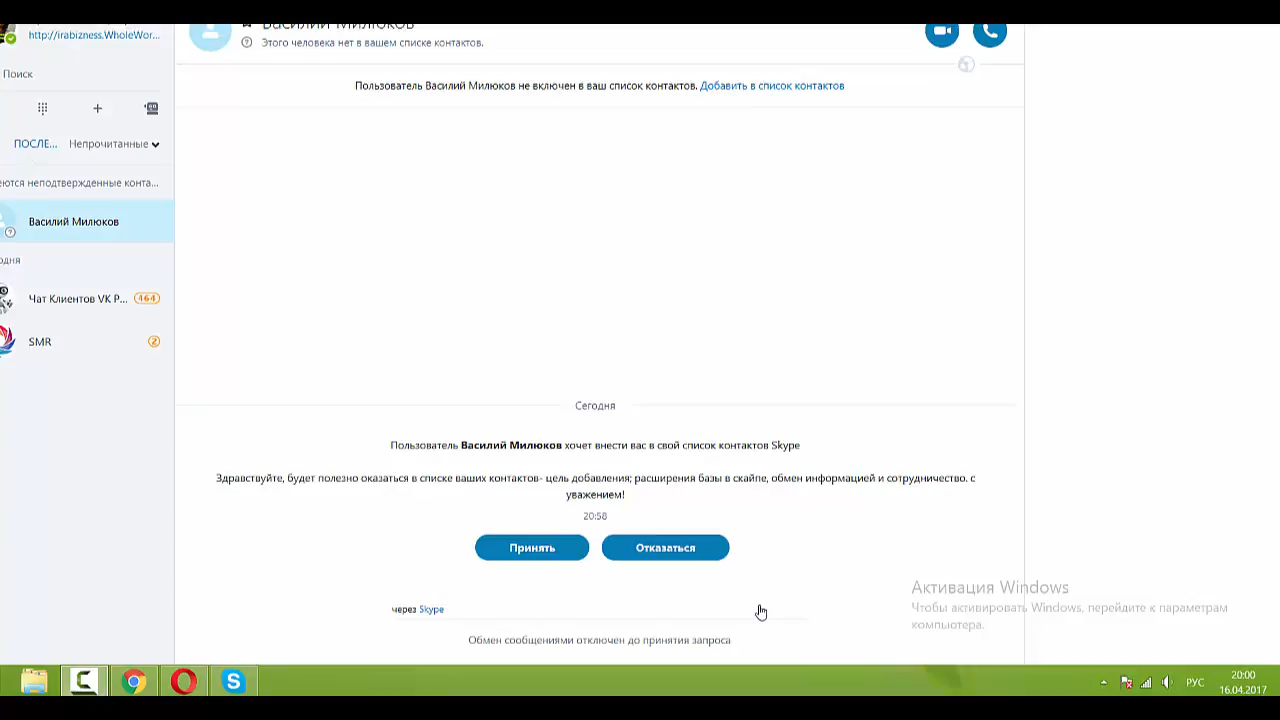 Василий Милюков
http://irabizness.WholeWor...
Этого человека нет в вашем списке контактов.
Поиск
Пользователь Василий Милюков не включен в ваш список контактов. Добавить в список контактов
ПОСЛЕ... Непрочитанные
еются неподтвержденные конта...
Василий Милюков
одня
Чат Клиентов VK P... 464
SMR 2
Сегодня
Пользователь Василий Милюков хочет внести вас в свой список контактов Skype
Здравствуйте, будет полезно оказаться в списке ваших контактов- цель добавления; расширения базы в скайпе, обмен информацией и сотрудничество. с
уважением!
20:58
Принять Отказаться
через Skype
Обмен сообщениями отключен до принятия запроса
Активация Windows
Чтобы активировать Windows, перейдите к параметрам
компьютера.
РУС
20:00
16.04.2017